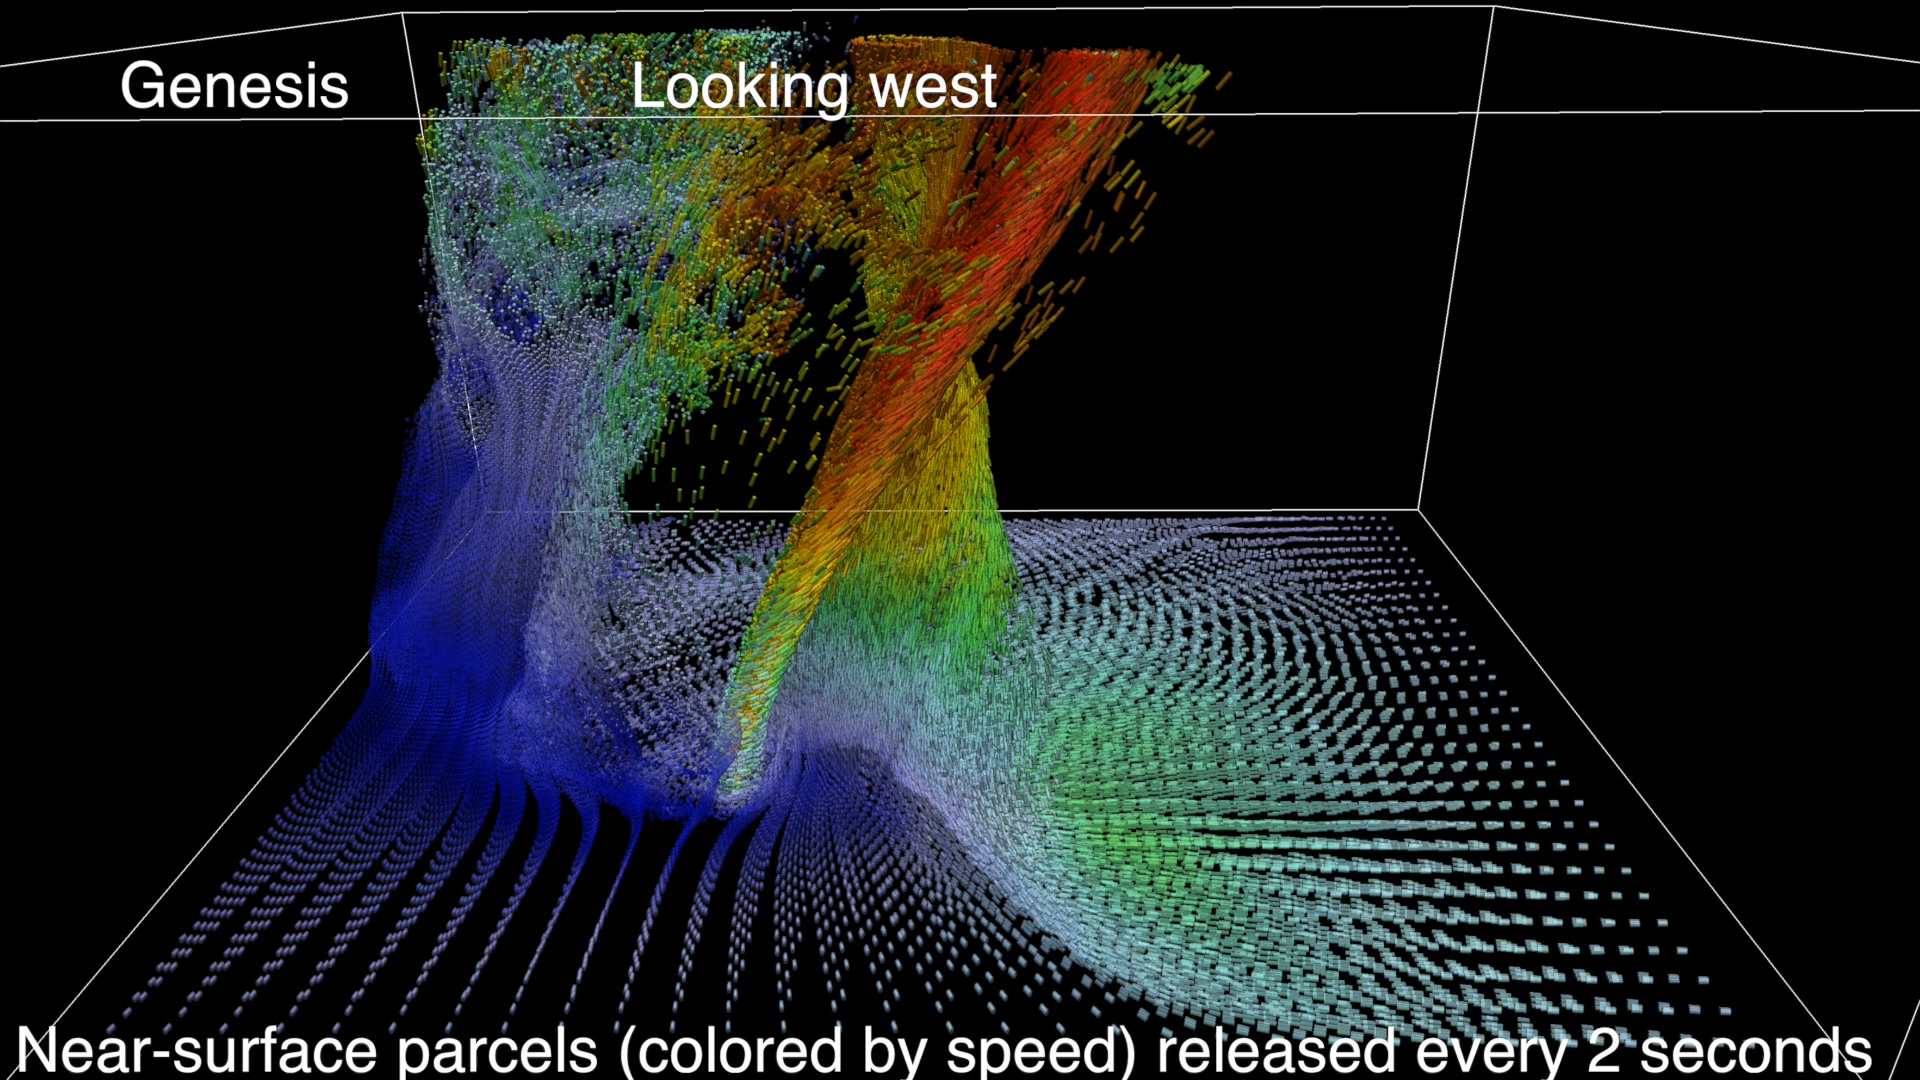 Genesis
Looking west
Near-surface parcels (colored by speed) released every 2 seconds